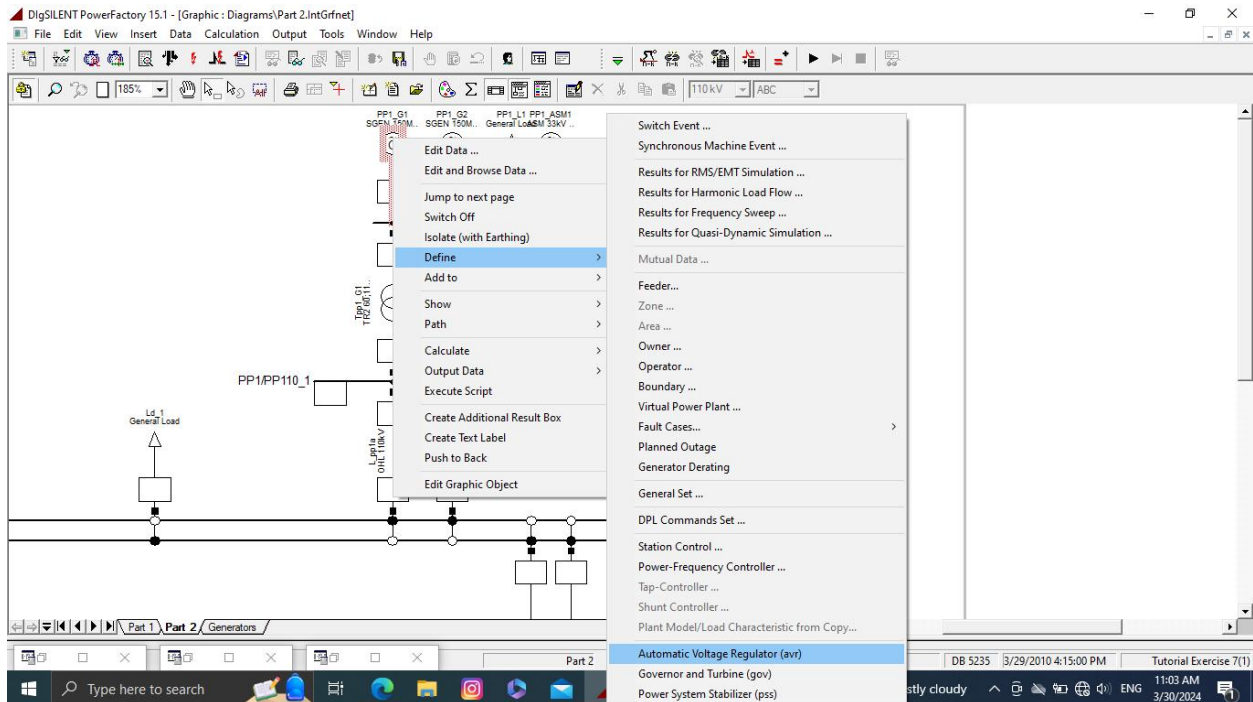 DIgSILENT PowerFactory 15.1 - [Graphic : Diagrams\Part 2.IntGrfnet]
File Edit View Insert Data Calculation Output Tools Window Help
185%
110 kV
ABC
PP1_G1
SGEN 150M..
PP1_G2
SGEN 150M..
PP1_L1
General Load
PP1_ASM1
ASM 33kV ..
Edit Data ...
Edit and Browse Data ...
Jump to next page
Switch Off
Isolate (with Earthing)
Define
Add to
Show
Path
Calculate
Output Data
Execute Script
Create Additional Result Box
Create Text Label
Push to Back
Edit Graphic Object
Switch Event ...
Synchronous Machine Event ...
Results for RMS/EMT Simulation ...
Results for Harmonic Load Flow ...
Results for Frequency Sweep ...
Results for Quasi-Dynamic Simulation ...
Mutual Data ...
Feeder...
Zone ...
Area ...
Owner ...
Operator ...
Boundary ...
Virtual Power Plant ...
Fault Cases...
Planned Outage
Generator Derating
General Set ...
DPL Commands Set ...
Station Control ...
Power-Frequency Controller ...
Tap-Controller ...
Shunt Controller ...
Plant Model/Load Characteristic from Copy...
Automatic Voltage Regulator (avr)
Governor and Turbine (gov)
Power System Stabilizer (pss)
Tpp1_G1
TR2 60;11..
PP1/PP110_1
Ld_1
General Load
L_pp1a
OHL 110kV
Part 1 Part 2 Generators
Part 2
DB 5235
3/29/2010 4:15:00 PM
Tutorial Exercise 7(1)
Type here to search
stly cloudy
ENG
11:03 AM
3/30/2024